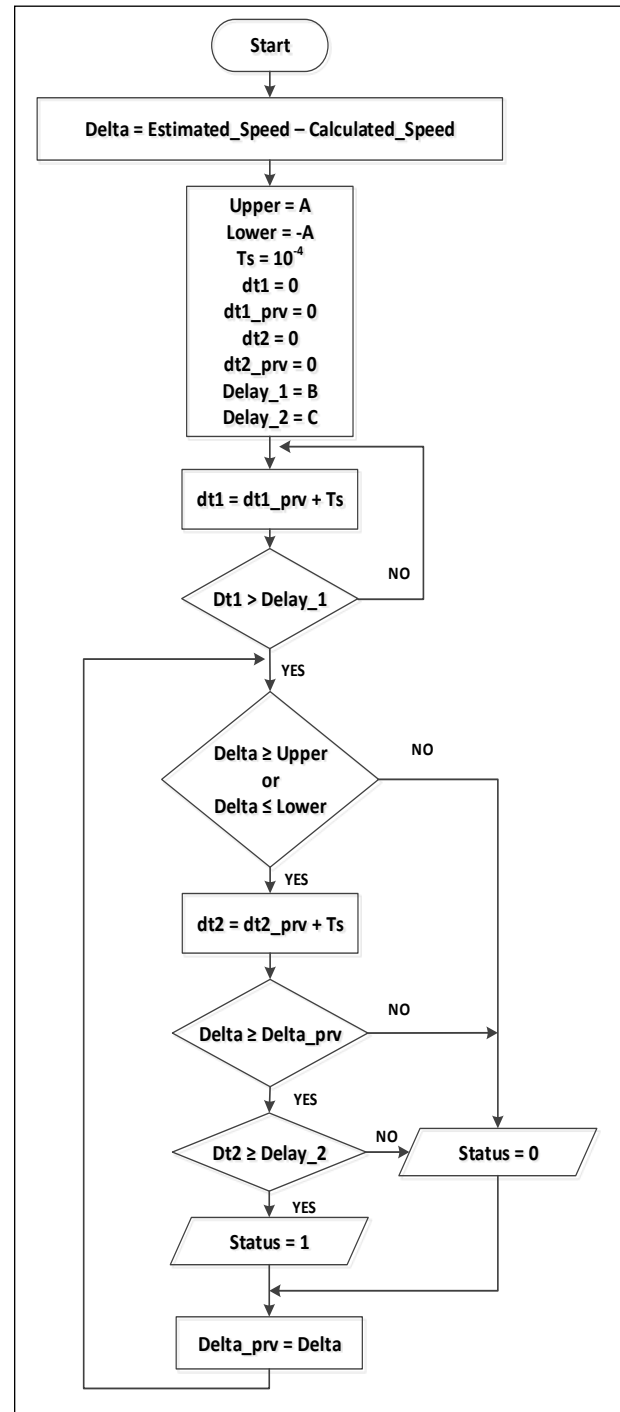 Start
Delta = Estimated_Speed – Calculated_Speed
Upper = A
Lower = -A
Ts = 10⁻⁴
dt1 = 0
dt1_prv = 0
dt2 = 0
dt2_prv = 0
Delay_1 = B
Delay_2 = C
dt1 = dt1_prv + Ts
Dt1 > Delay_1
NO
YES
Delta ≥ Upper
or
Delta ≤ Lower
NO
YES
dt2 = dt2_prv + Ts
Delta ≥ Delta_prv
NO
YES
Dt2 ≥ Delay_2
NO
Status = 0
YES
Status = 1
Delta_prv = Delta